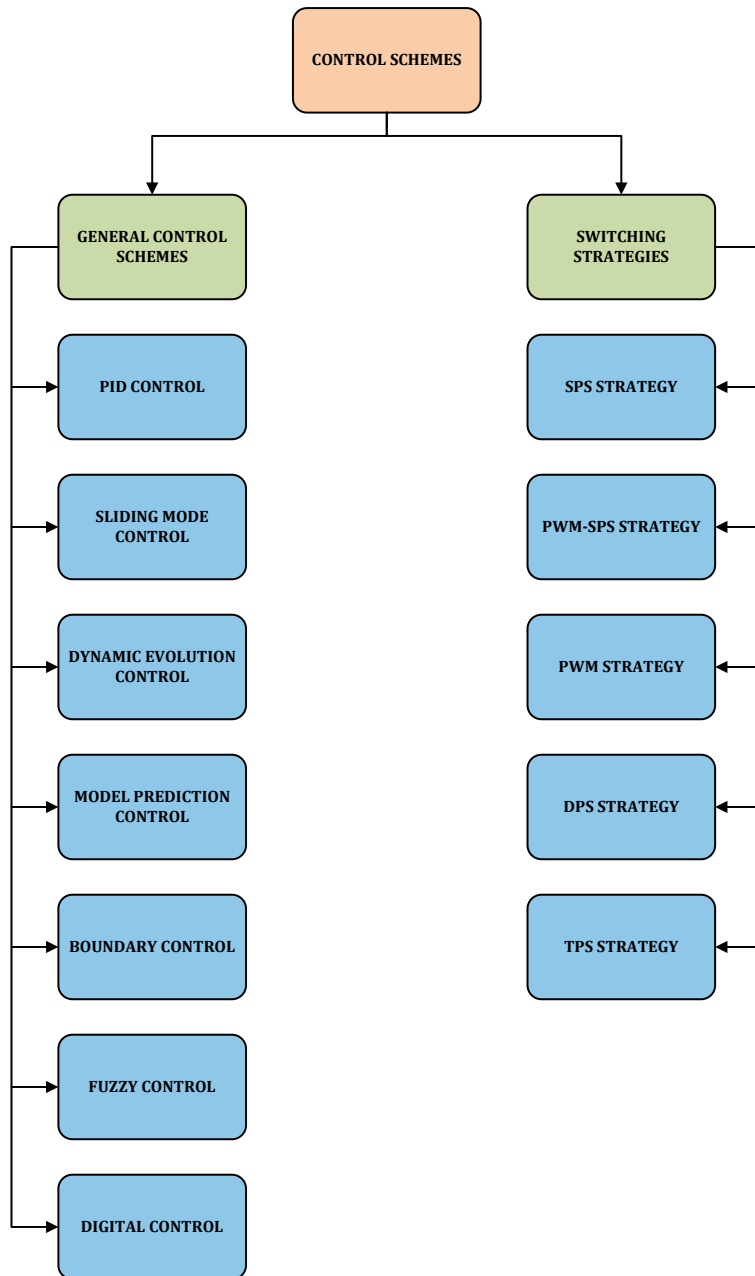 CONTROL SCHEMES
GENERAL CONTROL
SCHEMES
PID CONTROL
SLIDING MODE
CONTROL
DYNAMIC EVOLUTION
CONTROL
MODEL PREDICTION
CONTROL
BOUNDARY CONTROL
FUZZY CONTROL
DIGITAL CONTROL
SWITCHING
STRATEGIES
SPS STRATEGY
PWM-SPS STRATEGY
PWM STRATEGY
DPS STRATEGY
TPS STRATEGY